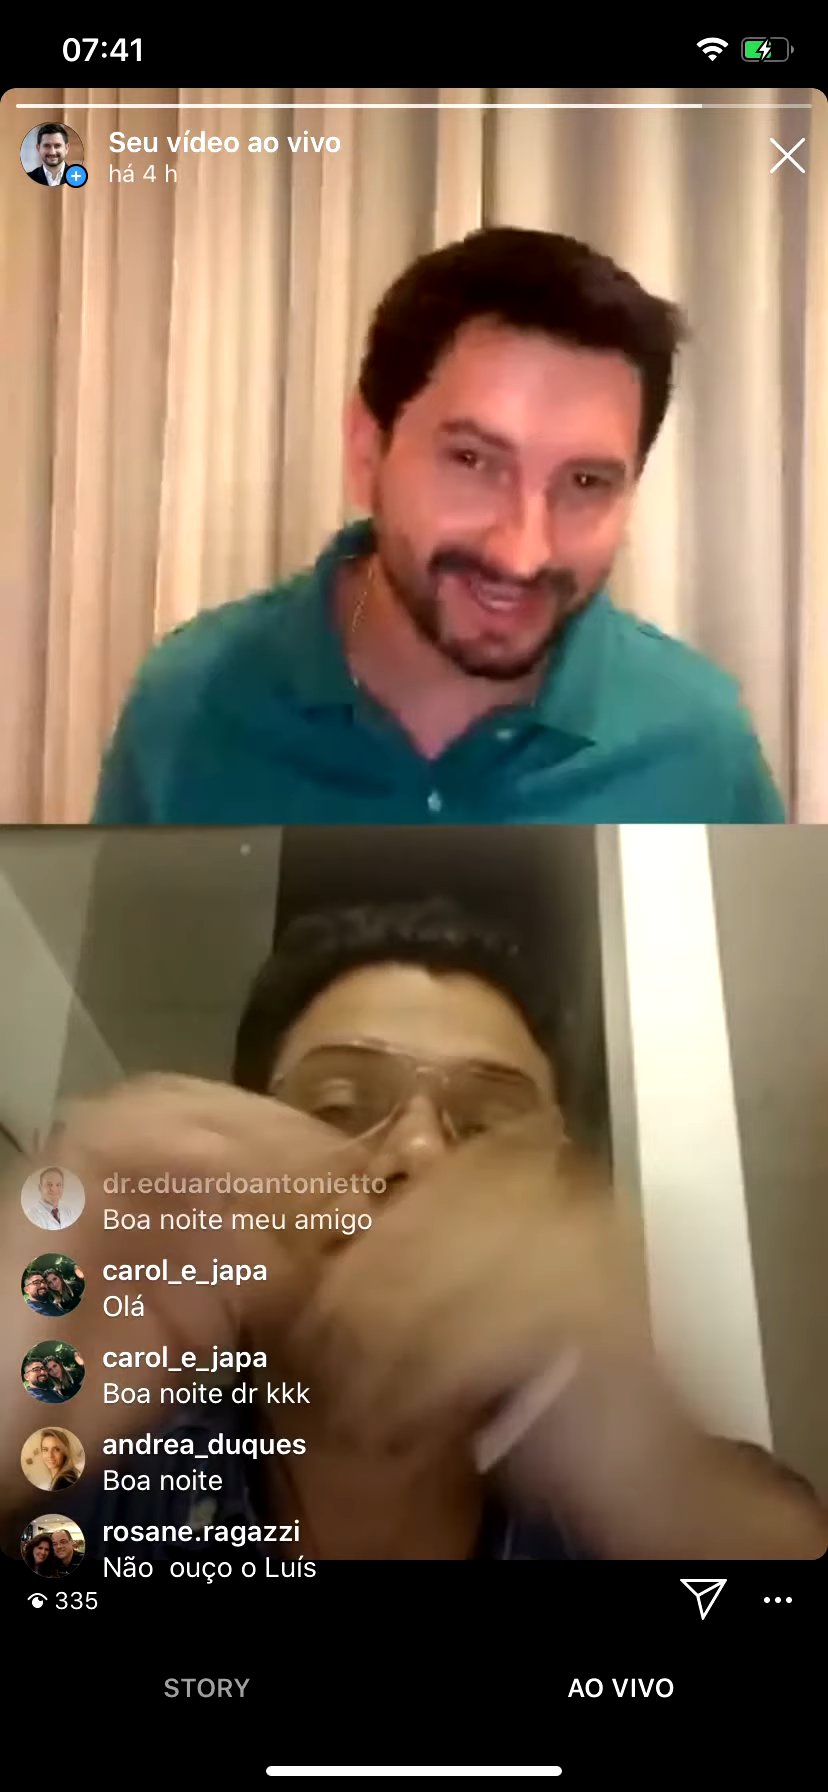 07:41
Seu vídeo ao vivo
há 4 h
dr.eduardoantonietto
Boa noite meu amigo
carol_e_japa
Olá
carol_e_japa
Boa noite dr kkk
andrea_duques
Boa noite
rosane.ragazzi
Não  ouço o Luís
335
STORY
AO VIVO